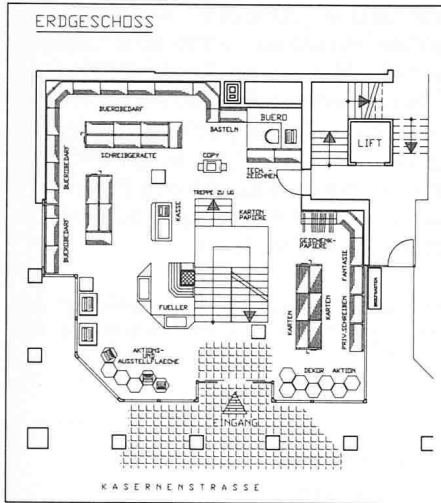 ERDGESCHOSS
BUEROBEDARF
BASTELN
BUERO
SCHREIBGERAETE
COPY
TECH.
ZEICHNEN
LIFT
BUEROBEDARF
TREPPE ZU UG
KASSE
KARTON
PAPIERE
GESCHENK-
PAPIERE
BUEROBEDARF
FANTASIE
FUELLER
KARTEN
KARTEN
PRIV.SCHREIBEN
AKTIONS-
UND
AUSSTELLFLAECHE
DEKOR AKTION
EINGANG
KASERNENSTRASSE